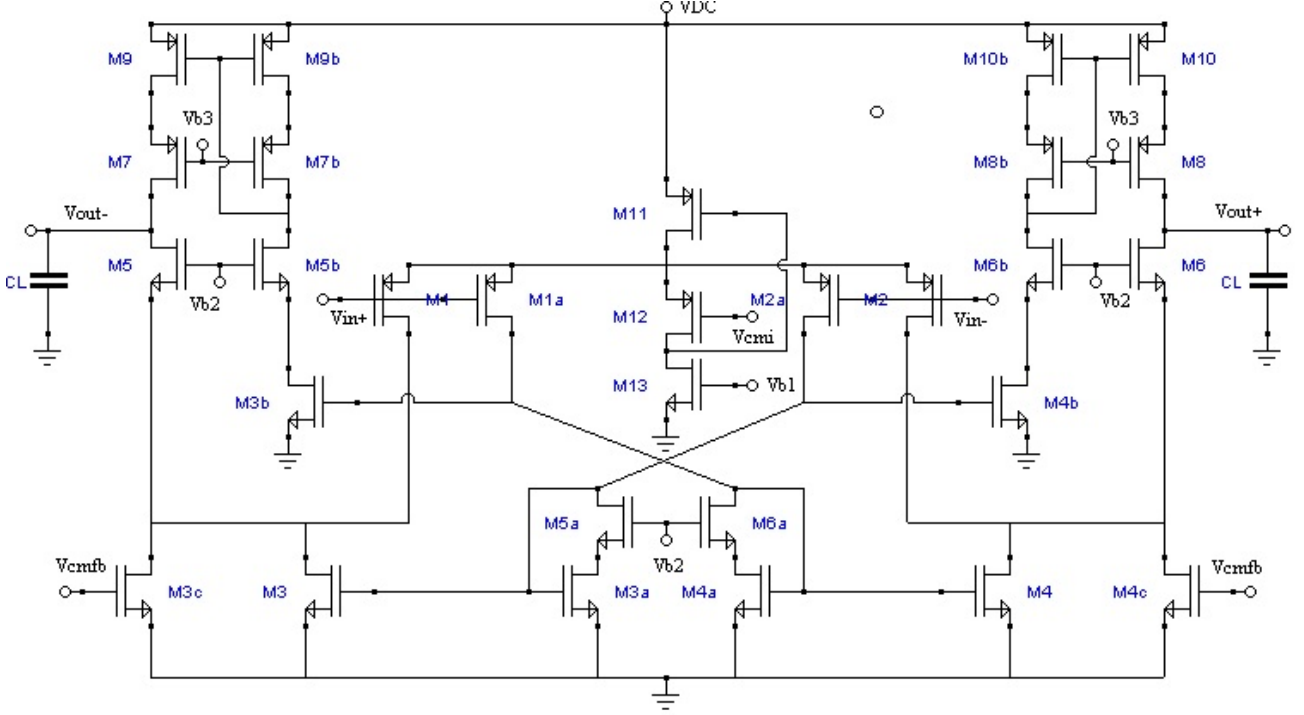 VDC
M9 M9b M10b M10
Vb3 Vb3
M7 M7b M8b M8
Vout- M11 Vout+
M5 M5b M6b M6
CL Vb2 M1 M1a M12 M2a M2 Vb2 CL
Vin+ Vcmi Vin-
M3b M13 Vb1 M4b
M5a M6a
Vcmfb Vb2 Vcmfb
M3c M3 M3a M4a M4 M4c